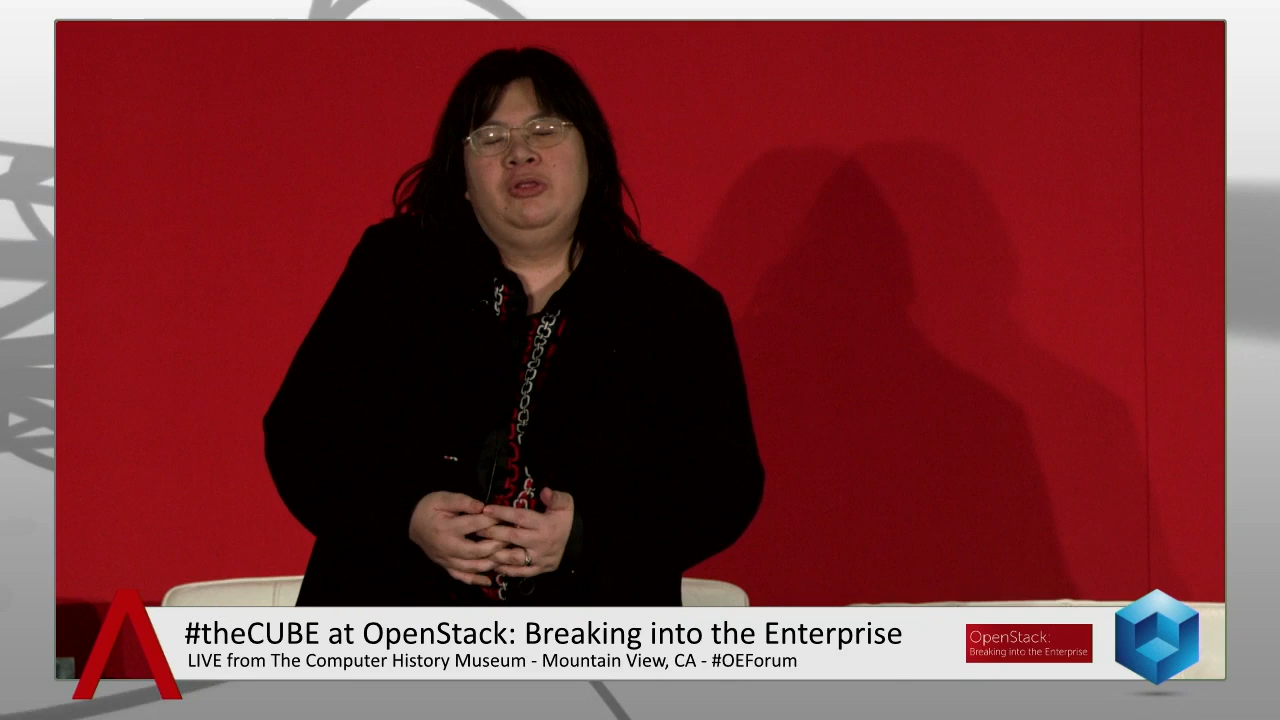 #theCUBE at OpenStack: Breaking into the Enterprise
LIVE from The Computer History Museum - Mountain View, CA - #OEForum
OpenStack:
Breaking into the Enterprise